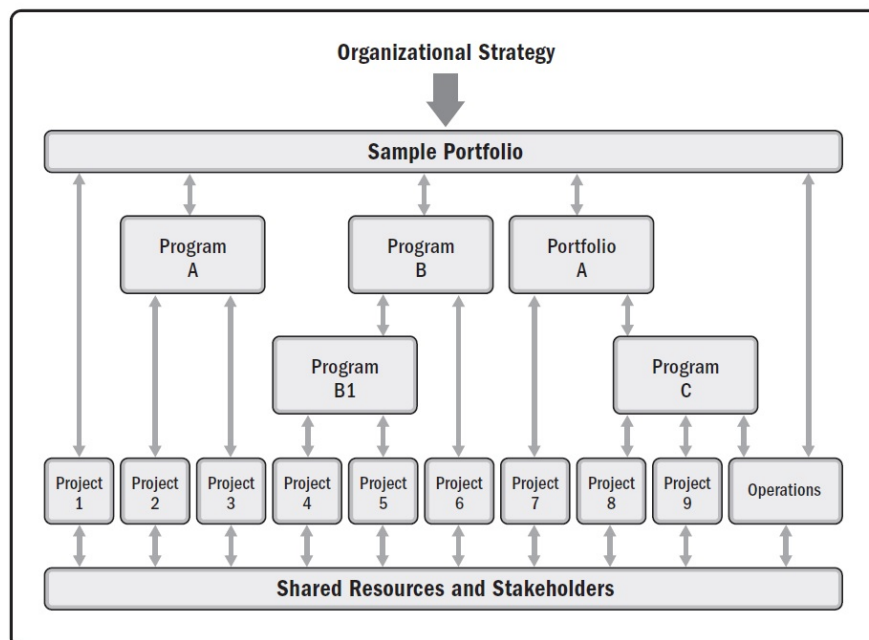 Organizational Strategy
Sample Portfolio
Program
A
Program
B
Portfolio
A
Program
B1
Program
C
Project
1
Project
2
Project
3
Project
4
Project
5
Project
6
Project
7
Project
8
Project
9
Operations
Shared Resources and Stakeholders